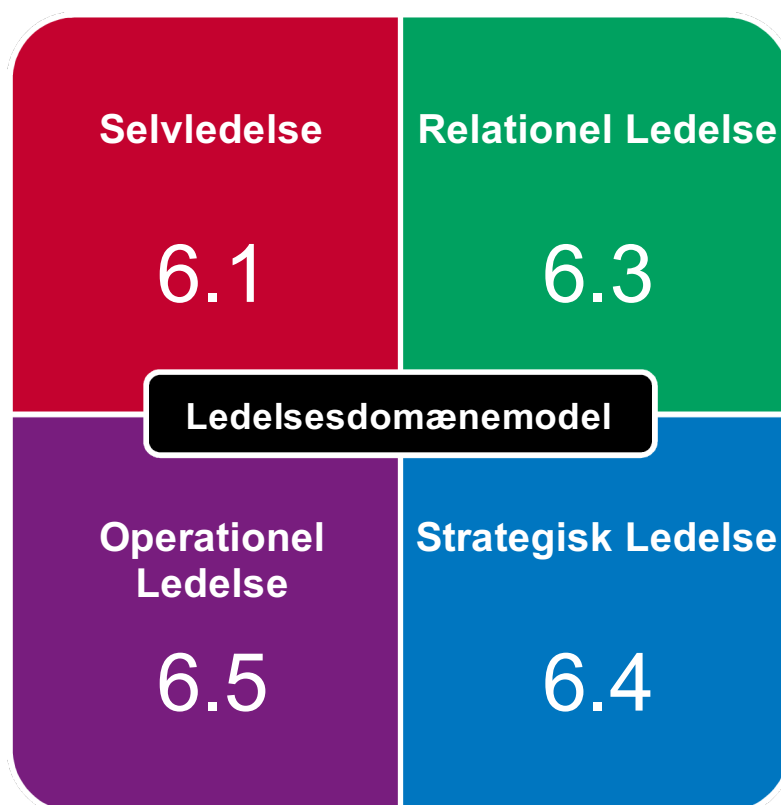 Selvledelse
6.1
Relationel Ledelse
6.3
Ledelsesdomænemodel
Operationel
Ledelse
6.5
Strategisk Ledelse
6.4